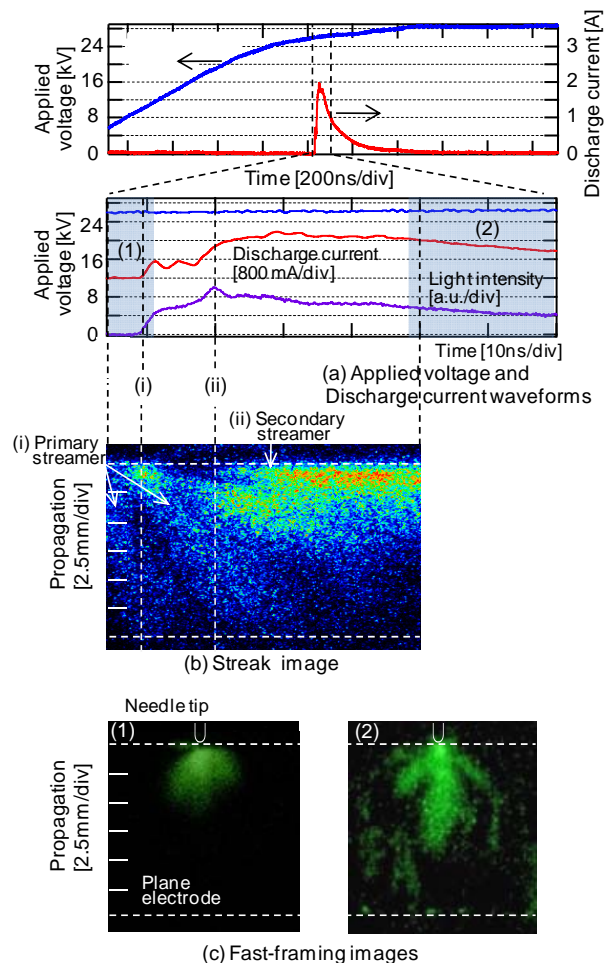 Applied
voltage [kV]
28
24
16
8
0
3
2
1
0
Discharge current [A]
Time [200ns/div]
Applied
voltage [kV]
24
16
8
0
(1)
(2)
Discharge current
[800 mA/div]
Light intensity
[a.u./div]
Time [10ns/div]
(i)
(ii)
(a) Applied voltage and
Discharge current waveforms
(i) Primary
streamer
(ii) Secondary
streamer
Propagation
[2.5mm/div]
(b) Streak image
Needle tip
(1)
(2)
Propagation
[2.5mm/div]
Plane
electrode
(c) Fast-framing images